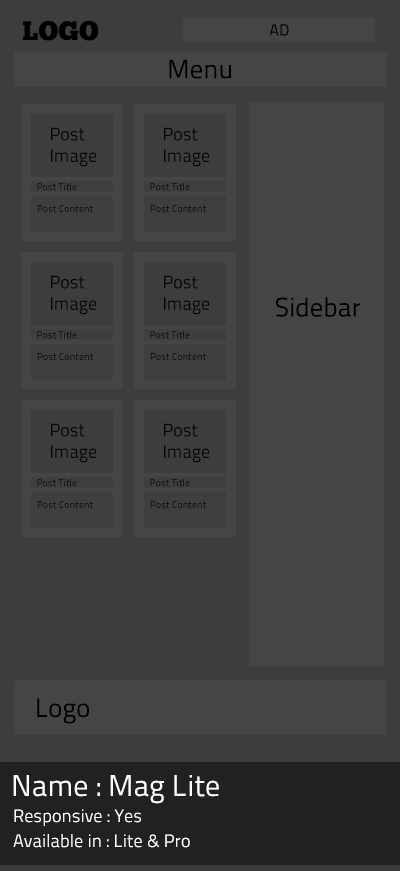 LOGO
AD
Menu
Post
Image
Post Title
Post Content
Post
Image
Post Title
Post Content
Sidebar
Post
Image
Post Title
Post Content
Post
Image
Post Title
Post Content
Post
Image
Post Title
Post Content
Post
Image
Post Title
Post Content
Logo
Name : Mag Lite
Responsive : Yes
Available in : Lite & Pro